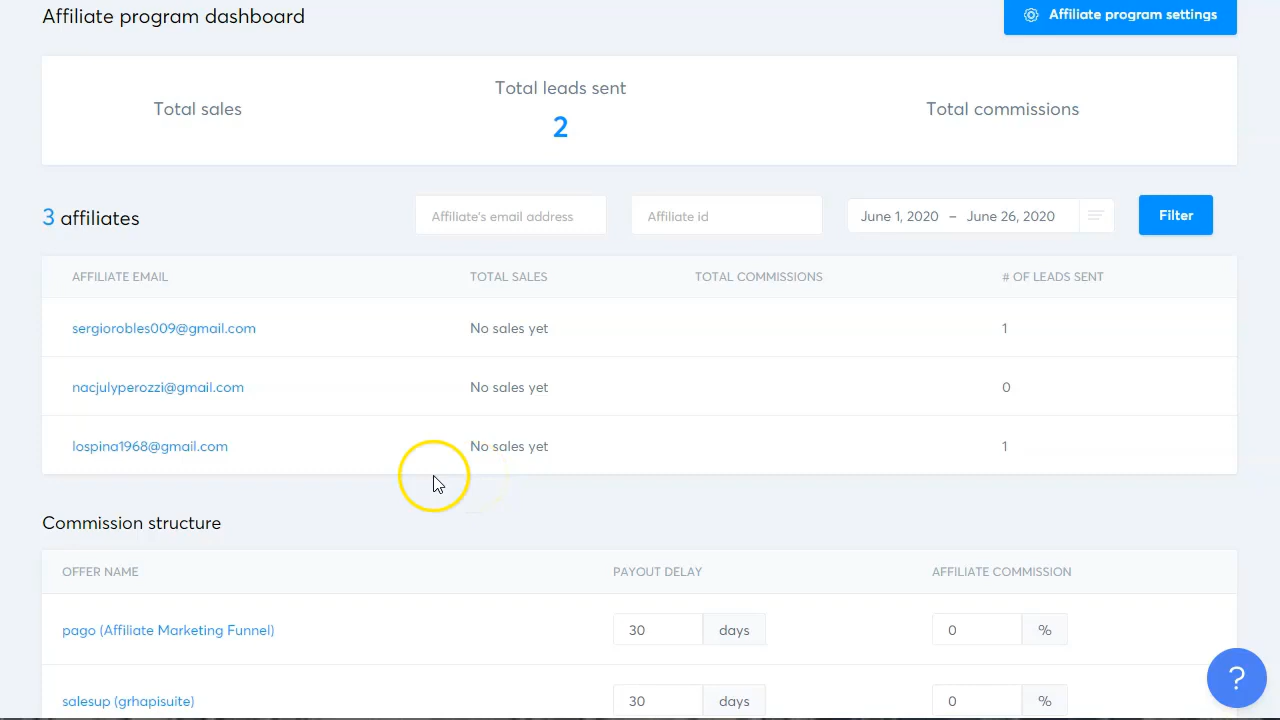 Affiliate program dashboard
Affiliate program settings
Total sales
Total leads sent
2
Total commissions
3 affiliates
Affiliate's email address
Affiliate id
June 1, 2020 – June 26, 2020
Filter
AFFILIATE EMAIL TOTAL SALES TOTAL COMMISSIONS # OF LEADS SENT
sergiorobles009@gmail.com No sales yet 1
nacjulyperozzi@gmail.com No sales yet 0
lospina1968@gmail.com No sales yet 1
Commission structure
OFFER NAME PAYOUT DELAY AFFILIATE COMMISSION
pago (Affiliate Marketing Funnel) 30 days 0 %
salesup (grhapisuite) 30 days 0 %
?